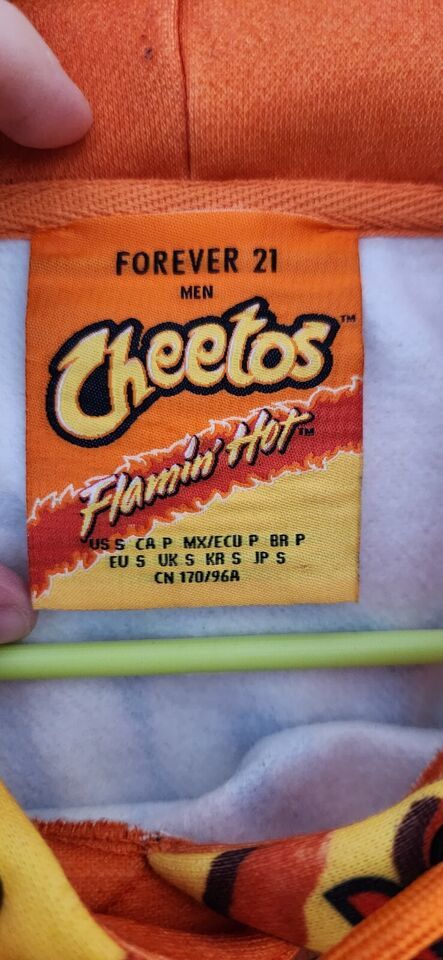 FOREVER 21
MEN
Cheetos™
Flamin' Hot™
US S CA P MX/ECU P BR P
EU S UK S KR S JP S
CN 170/96A